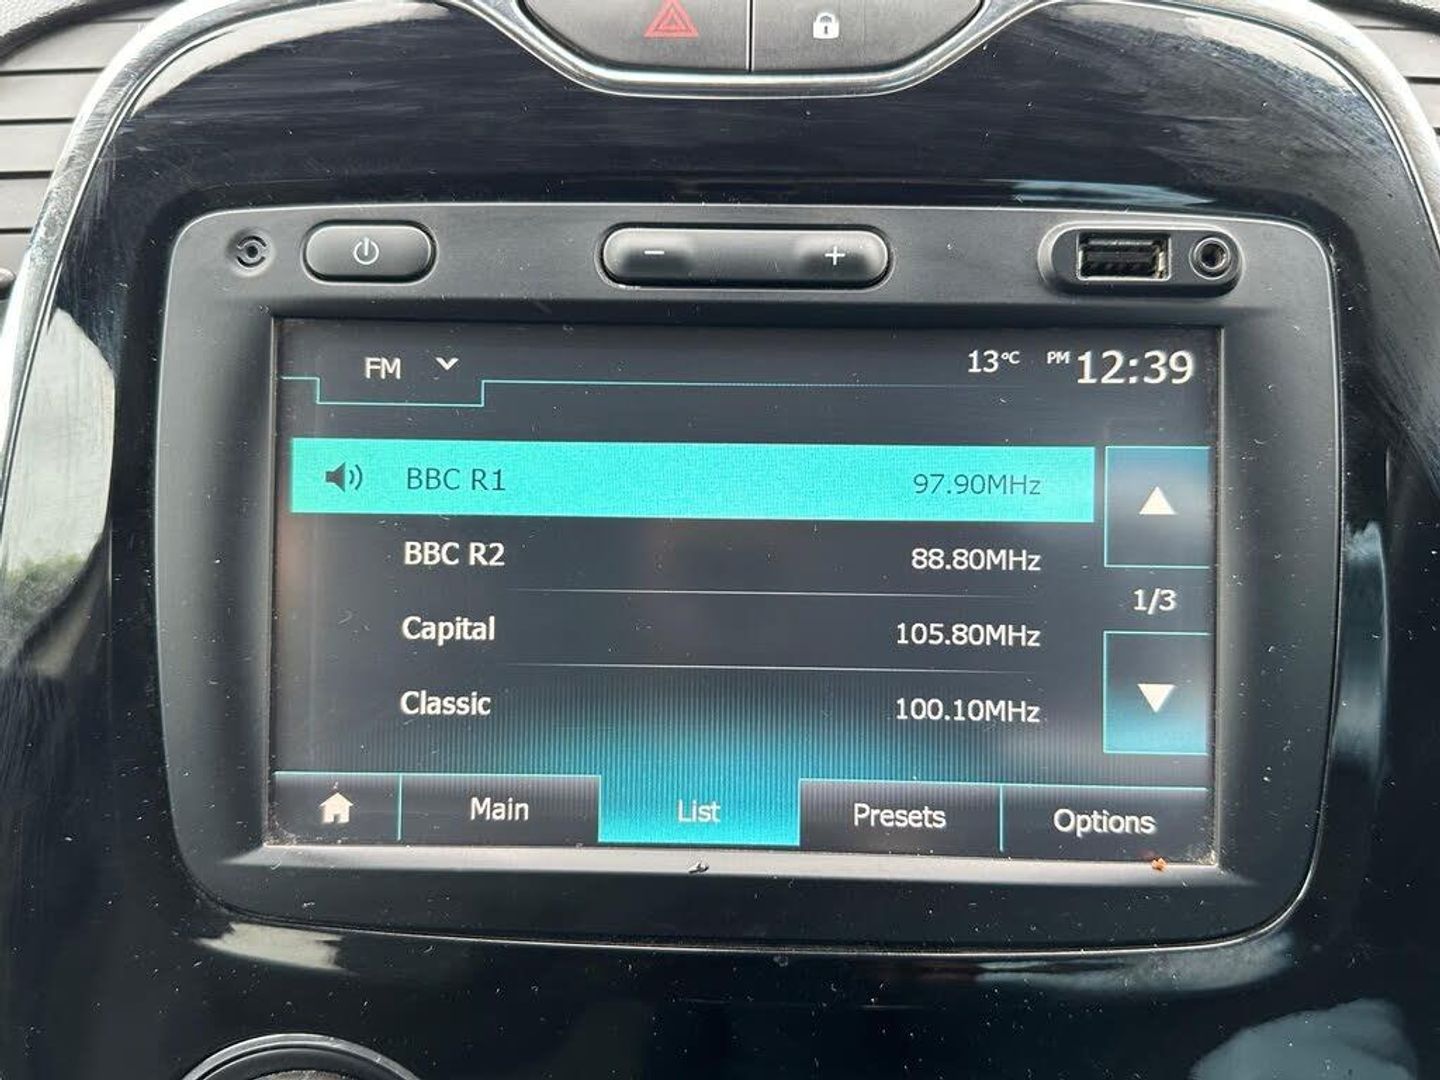 FM 13°C PM 12:39
BBC R1 97.90MHz
BBC R2 88.80MHz
1/3
Capital 105.80MHz
Classic 100.10MHz
Main List Presets Options